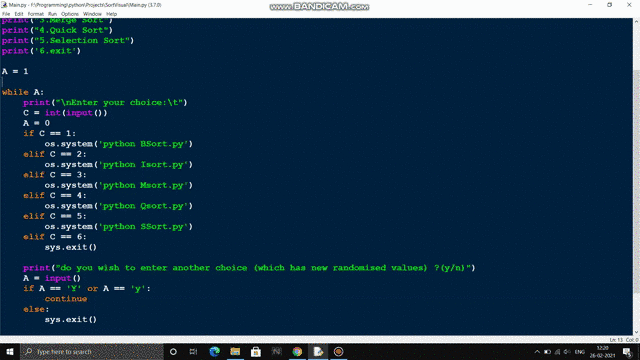 Main.py - F:\Programming\python\Projects\SortVisual\Main.py (3.7.0)
WWW.BANDICAM.COM
File Edit Format Run Options Window Help
print("3.Merge Sort")
print("4.Quick Sort")
print("5.Selection Sort")
print('6.exit')
A = 1
while A:
print("\nEnter your choice:\t")
C = int(input())
A = 0
if C == 1:
os.system('python BSort.py')
elif C == 2:
os.system('python Isort.py')
elif C == 3:
os.system('python Msort.py')
elif C == 4:
os.system('python Qsort.py')
elif C == 5:
os.system('python SSort.py')
elif C == 6:
sys.exit()
print("do you wish to enter another choice (which has new randomised values) ?(y/n)")
A = input()
if A == 'Y' or A == 'y':
continue
else:
sys.exit()
Ln: 13 Col: 0
Type here to search
ENG
12:20
26-02-2021